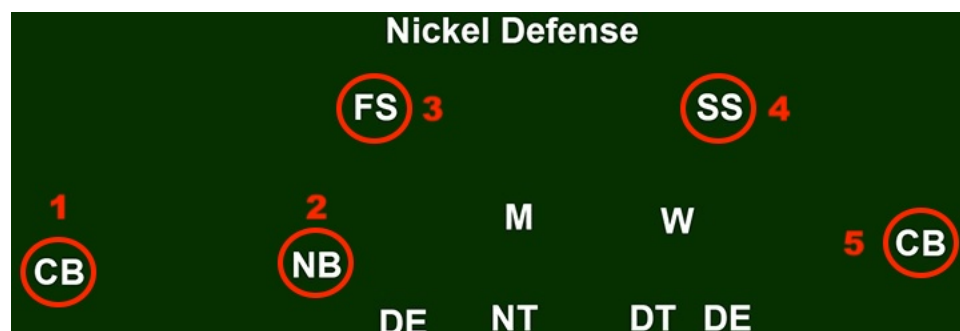 Nickel Defense
FS 3 SS 4
1 2 M W
CB NB 5 CB
DE NT DT DE